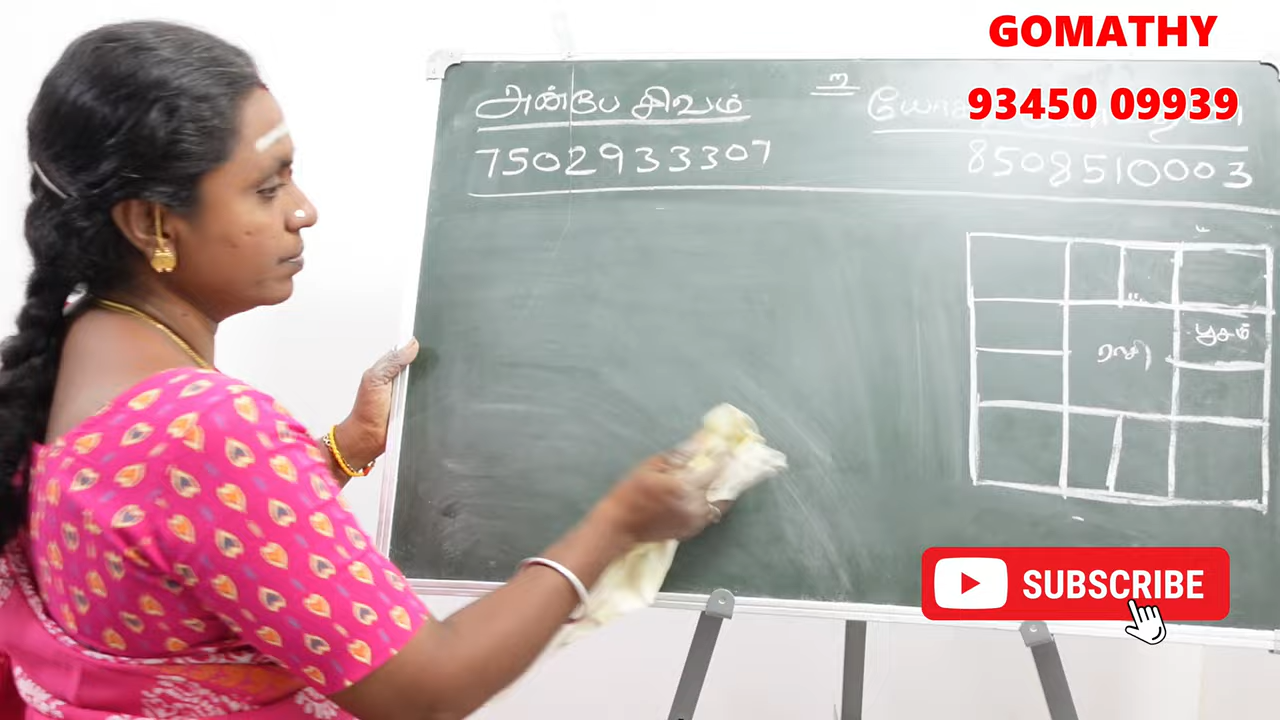 GOMATHY
93450 09939
உ
அன்பே சிவம்
7502933307
8508510003
பூசம்
ராசி
SUBSCRIBE